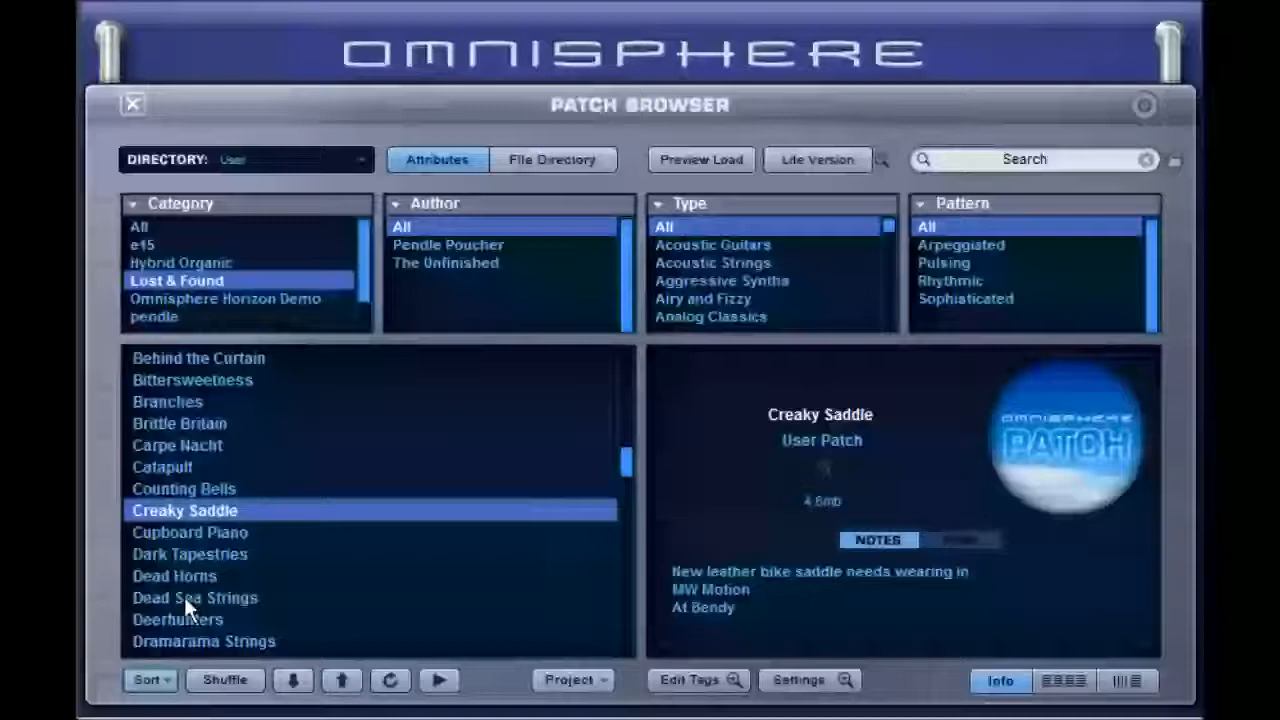 OMNISPHERE
PATCH BROWSER
DIRECTORY: User
Attributes
File Directory
Preview Load
Lite Version
Search
Category
All
e15
Hybrid Organic
Lost & Found
Omnisphere Horizon Demo
pendle
Author
All
Pendle Poucher
The Unfinished
Type
All
Acoustic Guitars
Acoustic Strings
Aggressive Synths
Airy and Fizzy
Analog Classics
Pattern
All
Arpeggiated
Pulsing
Rhythmic
Sophisticated
Behind the Curtain
Bittersweetness
Branches
Brittle Britain
Carpe Nacht
Catapult
Counting Bells
Creaky Saddle
Cupboard Piano
Dark Tapestries
Dead Horns
Dead Sea Strings
Deerhunters
Dramarama Strings
Creaky Saddle
User Patch
4.6mb
OMNISPHERE
PATCH
NOTES
New leather bike saddle needs wearing in
MW Motion
At Bendy
Sort
Shuffle
Project
Edit Tags
Settings
Info